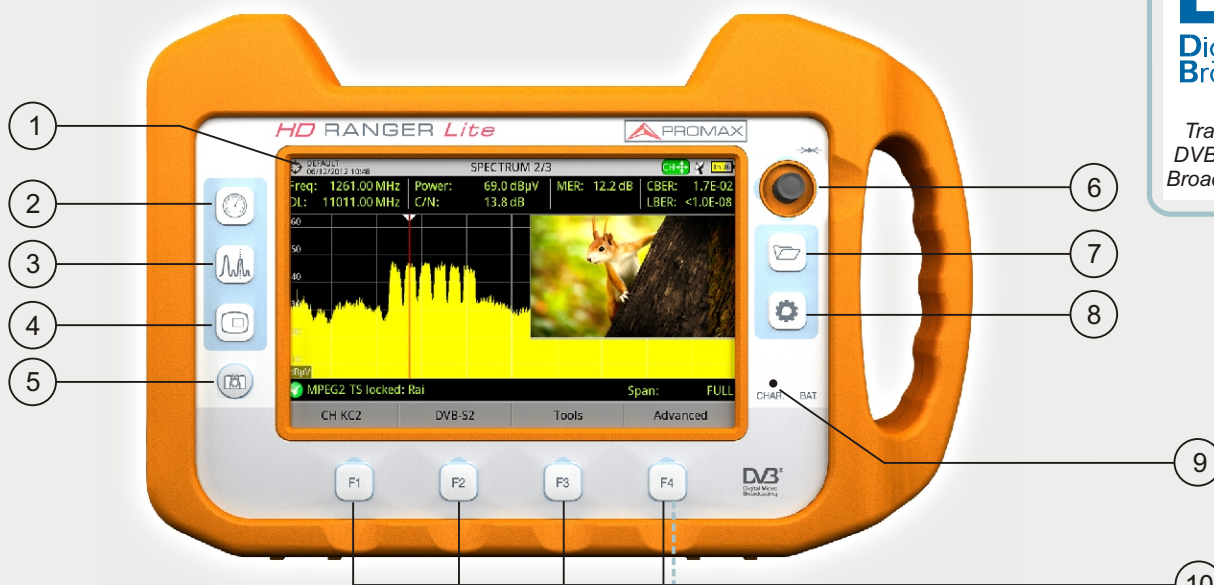 HD RANGER Lite
PROMAX
1
DEFAULT
06/12/2012 10:48
SPECTRUM 2/3
CH
Freq: 1261.00 MHz Power: 69.0 dBµV MER: 12.2 dB CBER: 1.7E-02
DL: 11011.00 MHz C/N: 13.8 dB LBER: <1.0E-08
2
3
4
5
60
50
40
dBµV
MPEG2 TS locked: Rai Span: FULL
CH KC2 DVB-S2 Tools Advanced
F1 F2 F3 F4
DVB
Digital Video
Broadcasting
6
7
8
CHAR. BAT.
9
10
Tra
DVB
Broad